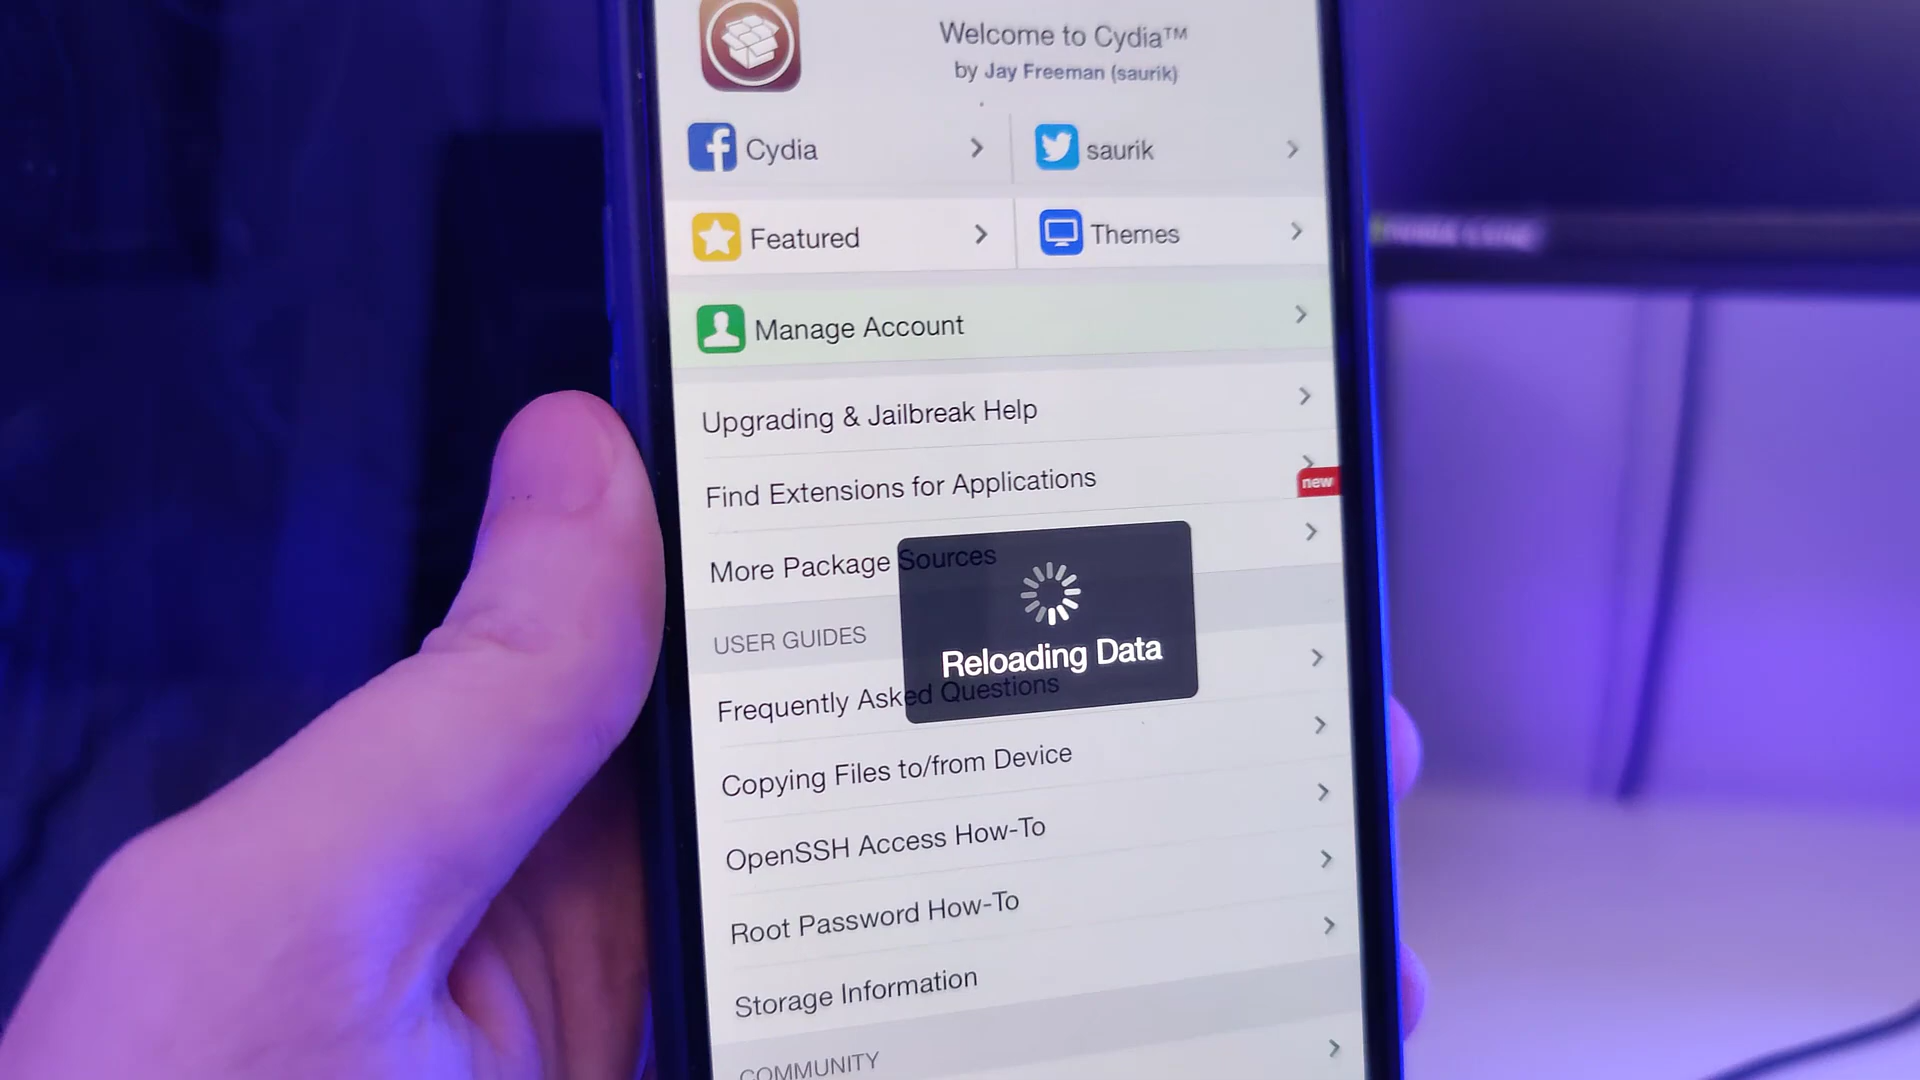 Welcome to Cydia™
by Jay Freeman (saurik)
Cydia
saurik
Featured
Themes
Manage Account
Upgrading & Jailbreak Help
Find Extensions for Applications
new
More Package Sources
Reloading Data
USER GUIDES
Frequently Asked Questions
Copying Files to/from Device
OpenSSH Access How-To
Root Password How-To
Storage Information
COMMUNITY